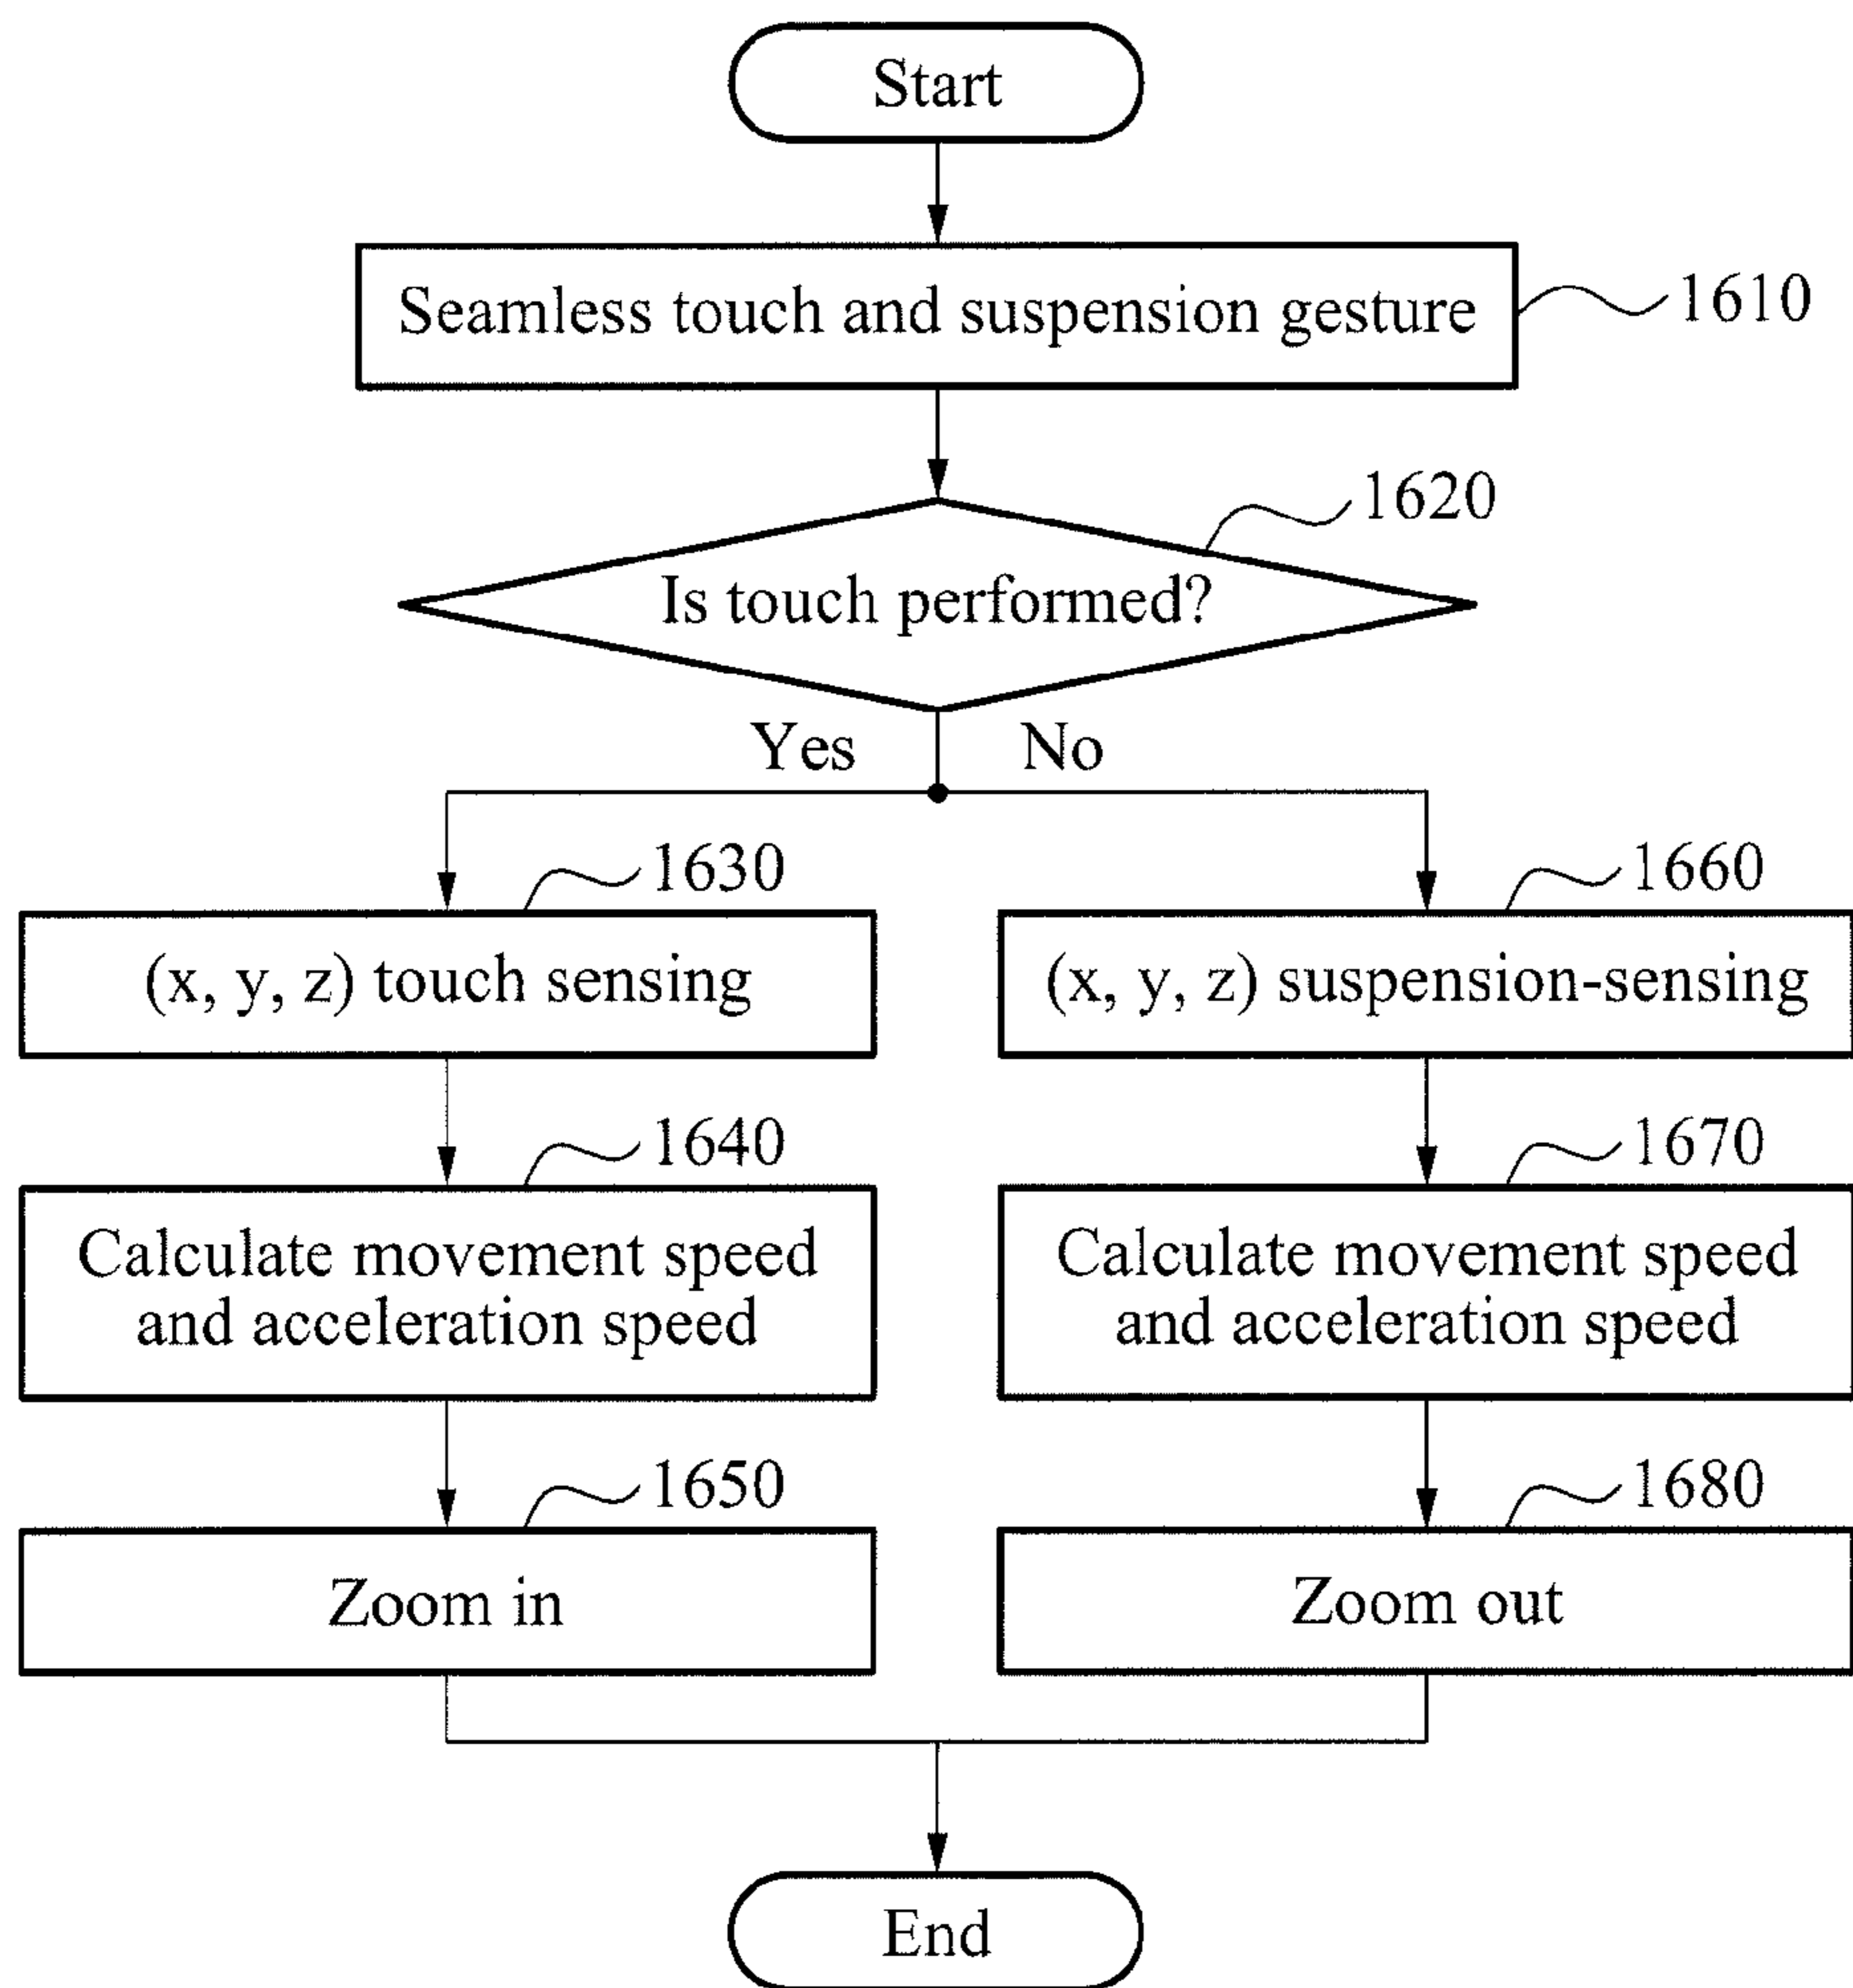 Start
Seamless touch and suspension gesture
1610
1620
Is touch performed?
Yes
No
1630
1660
(x, y, z) touch sensing
(x, y, z) suspension-sensing
1640
1670
Calculate movement speed
and acceleration speed
Calculate movement speed
and acceleration speed
1650
1680
Zoom in
Zoom out
End